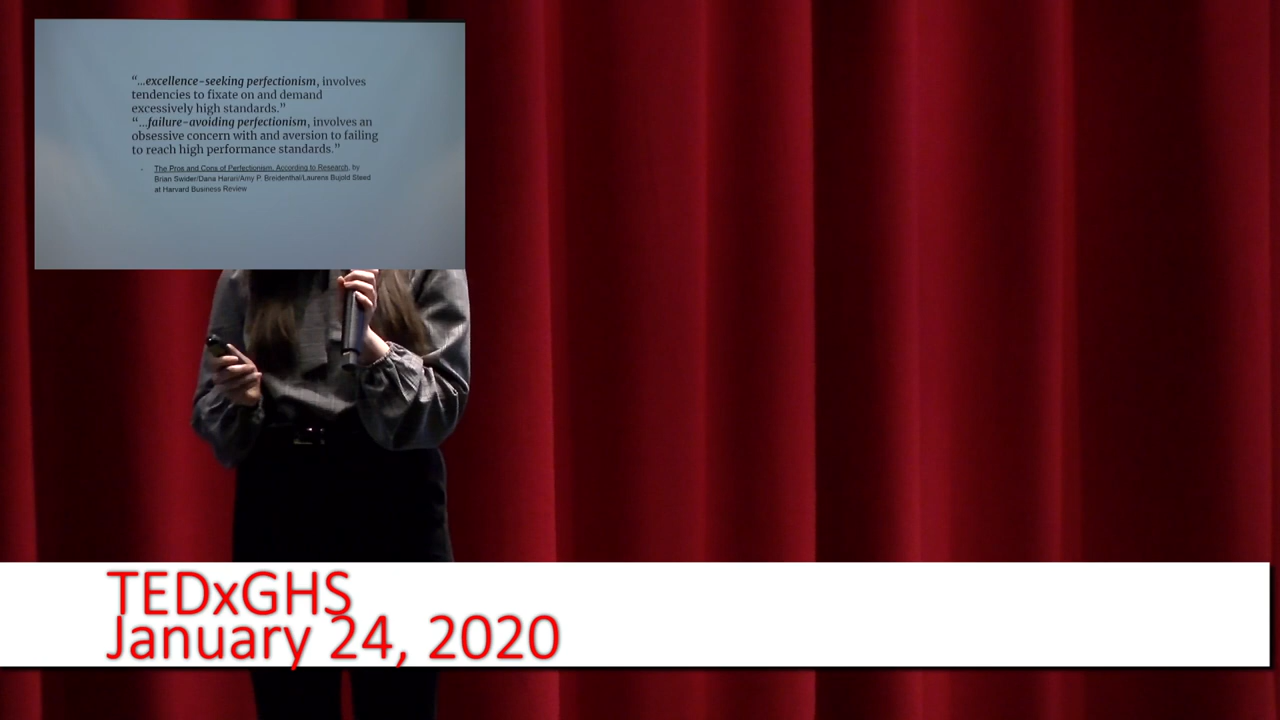 “...excellence-seeking perfectionism, involves
tendencies to fixate on and demand
excessively high standards.”
“...failure-avoiding perfectionism, involves an
obsessive concern with and aversion to failing
to reach high performance standards.”
- The Pros and Cons of Perfectionism, According to Research, by
Brian Swider/Dana Harari/Amy P. Breidenthal/Laurens Bujold Steed
at Harvard Business Review
TEDxGHS
January 24, 2020